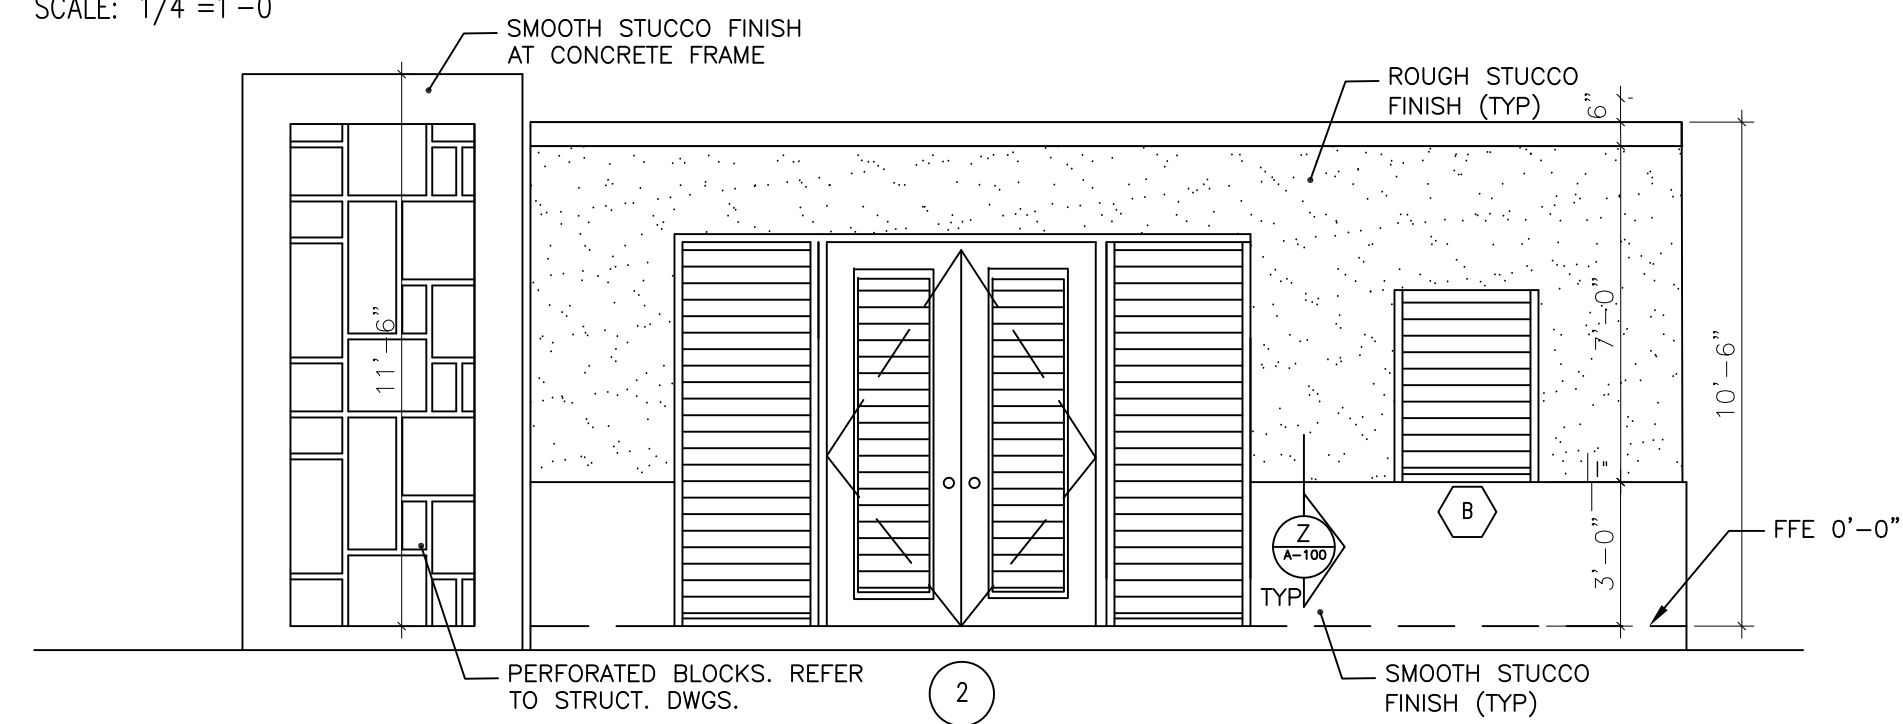 SCALE: 1/4 =1 -0
SMOOTH STUCCO FINISH
AT CONCRETE FRAME
ROUGH STUCCO
FINISH (TYP)
6"
7'-0"
10'-6"
11'-6"
1"
3'-0"
B
Z
A-100
TYP
FFE 0'-0"
PERFORATED BLOCKS. REFER
TO STRUCT. DWGS.
2
SMOOTH STUCCO
FINISH (TYP)